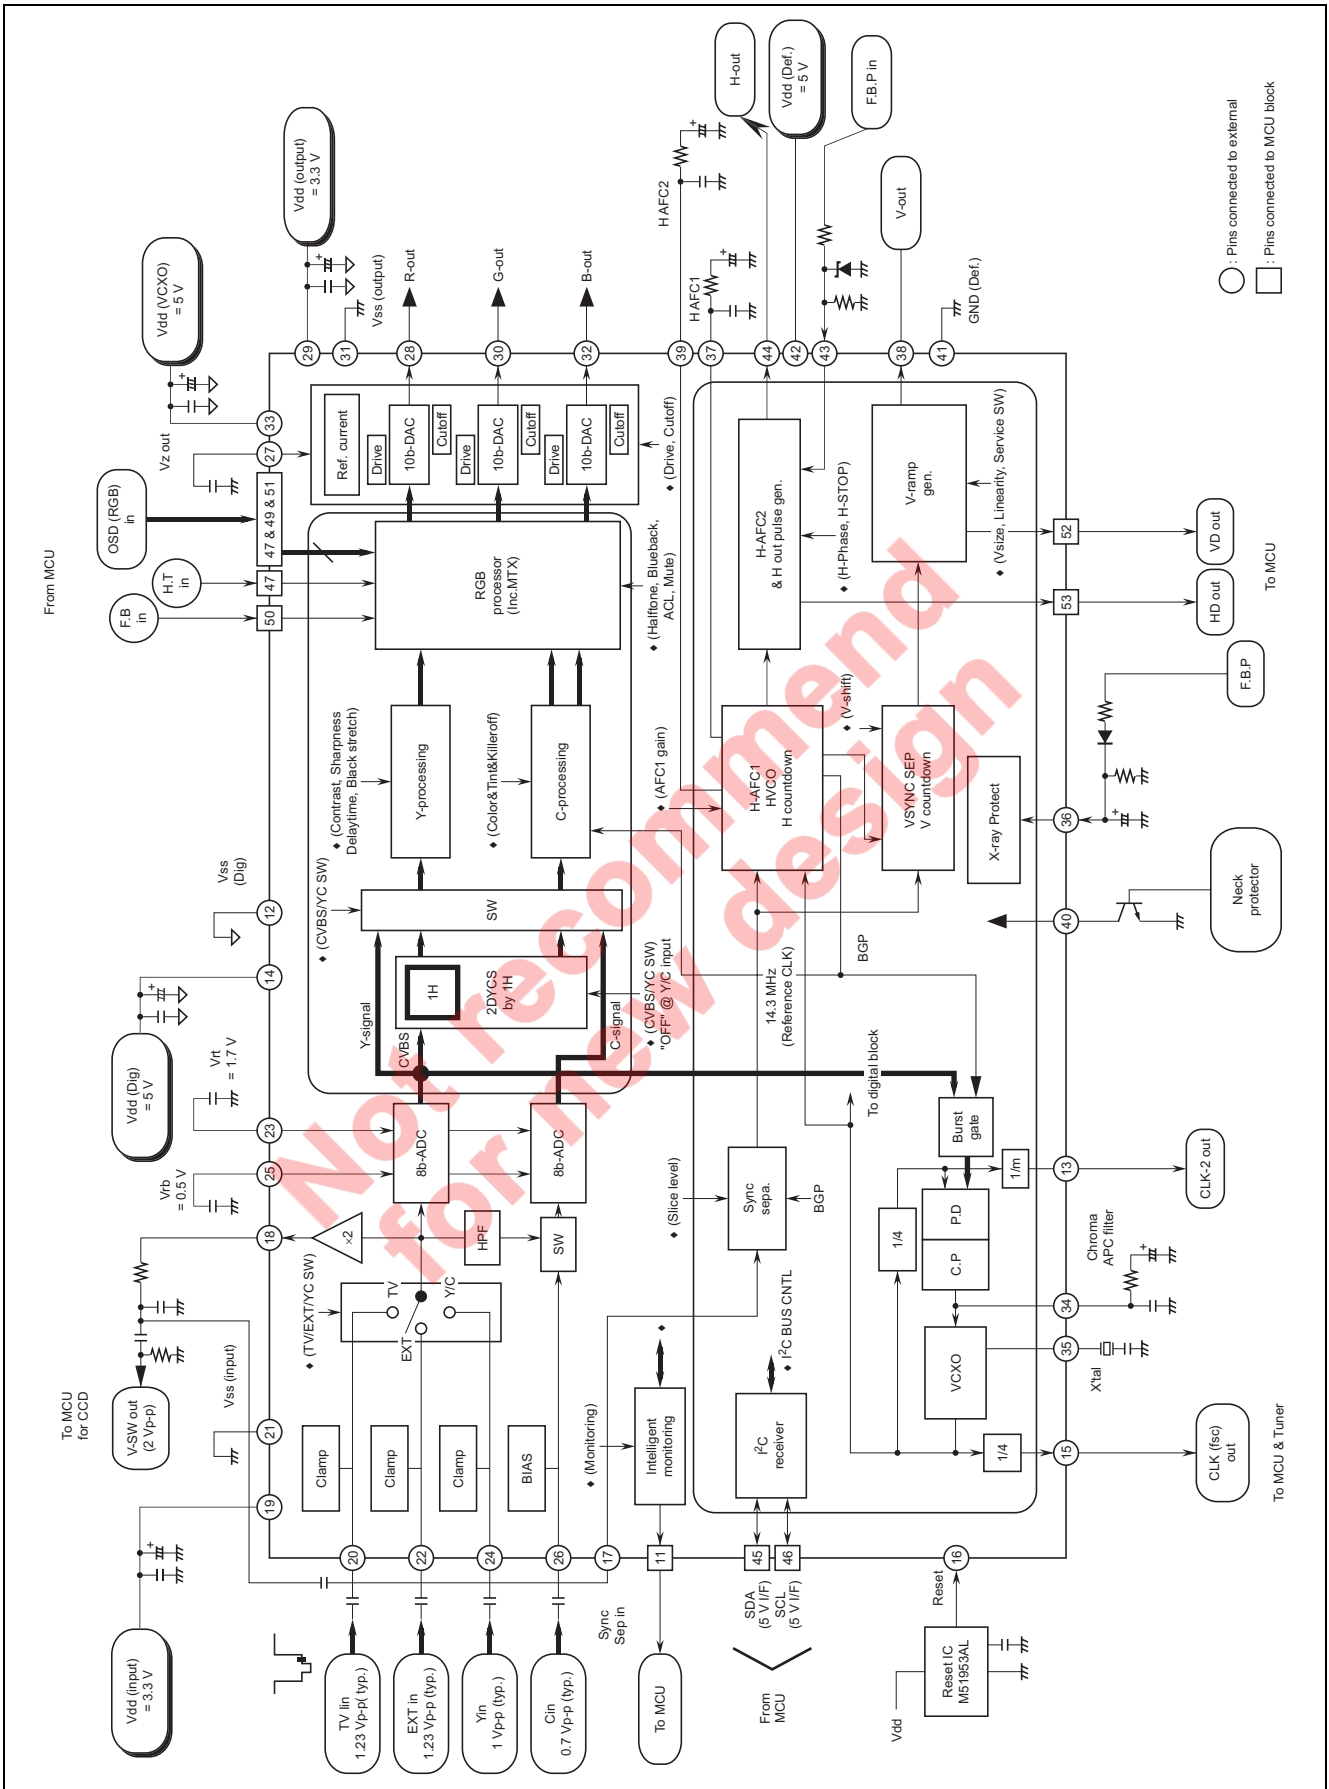 From MCU
To MCU
for CCD
V-SW out
(2 Vp-p)
Vdd (input)
= 3.3 V
19
Vss (input)
21
18
Vrb
= 0.5 V
25
Vrt
= 1.7 V
23
Vdd (Dig)
= 5 V
14
Vss
(Dig)
12
F.B
in
50
H.T
in
47
OSD (RGB)
in
47 & 49 & 51
Vz out
27
Vdd (VCXO)
= 5 V
33
Vdd (output)
= 3.3 V
29
Vss (output)
31
R-out
28
G-out
30
B-out
32
TV Iin
1.23 Vp-p( typ.)
20
Clamp
EXT in
1.23 Vp-p (typ.)
22
Clamp
Yin
1 Vp-p (typ.)
24
Clamp
Cin
0.7 Vp-p (typ.)
26
BIAS
♦ (TV/EXT/YC SW)
TV
EXT
Y/C
×2
HPF
SW
8b-ADC
8b-ADC
Y-signal
CVBS
C-signal
1H
2DYCS
by 1H
♦ (CVBS/YC SW)
"OFF" @ Y/C input
♦ (CVBS/YC SW)
SW
♦ (Contrast, Sharpness
Delaytime, Black stretch)
Y-processing
♦ (Color&Tint&Killeroff)
C-processing
RGB
processor
(Inc.MTX)
♦ (Halftone, Blueback,
ACL, Mute)
Ref. current
Drive
10b-DAC
Cutoff
Drive
10b-DAC
Cutoff
Drive
10b-DAC
Cutoff
♦ (Drive, Cutoff)
Sync
Sep in
17
To MCU
11
♦ (Monitoring)
Intelligent
monitoring
♦
♦ (Slice level)
Sync
sepa.
BGP
From
MCU
SDA
(5 V I/F)
45
SCL
(5 V I/F)
46
I²C
receiver
♦ I²C BUS CNTL
14.3 MHz
(Reference CLK)
BGP
To digital block
♦ (AFC1 gain)
H-AFC1
HVCO
H countdown
♦ (V-shift)
VSYNC SEP
V countdown
X-ray Protect
H-AFC2
& H out pulse gen.
♦ (H-Phase, H-STOP)
V-ramp
gen.
♦ (Vsize, Linearity, Service SW)
H AFC2
39
H AFC1
37
H-out
44
Vdd (Def.)
= 5 V
42
F.B.P in
43
V-out
38
GND (Def.)
41
Burst
gate
1/4
P.D
C.P
1/m
VCXO
1/4
Vdd
Reset IC
M51953AL
Reset
16
15
CLK (fsc)
out
To MCU & Tuner
35
X'tal
34
Chroma
APC filter
13
CLK-2 out
40
Neck
protector
36
F.B.P
53
HD out
52
VD out
To MCU
: Pins connected to external
: Pins connected to MCU block
Not recommend
for new design